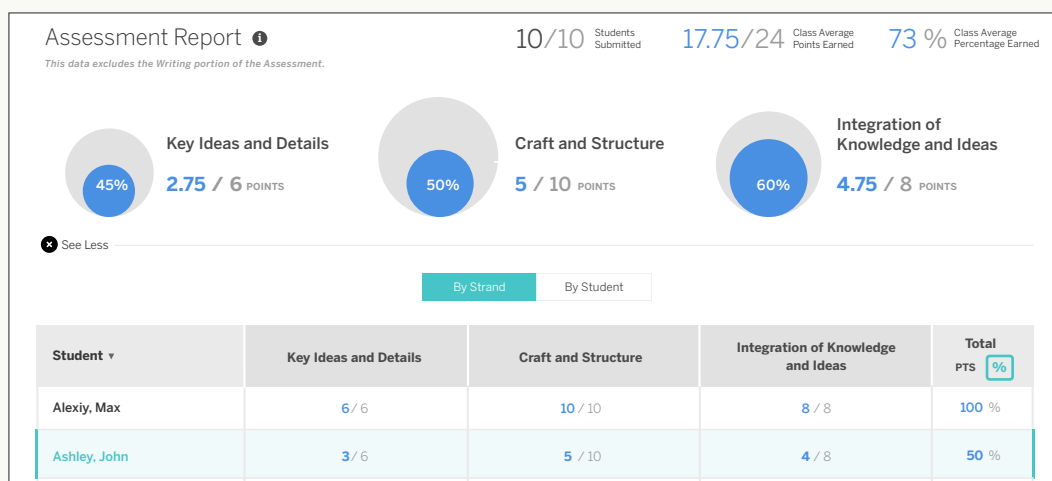 Assessment Report i
This data excludes the Writing portion of the Assessment.
10/10 Students
Submitted
17.75/24 Class Average
Points Earned
73 % Class Average
Percentage Earned
45%
Key Ideas and Details
2.75 / 6 POINTS
50%
Craft and Structure
5 / 10 POINTS
60%
Integration of
Knowledge and Ideas
4.75 / 8 POINTS
See Less
By Strand By Student
Student ▼ Key Ideas and Details Craft and Structure Integration of Knowledge
and Ideas Total
PTS %
Alexiy, Max 6 / 6 10 / 10 8 / 8 100 %
Ashley, John 3 / 6 5 / 10 4 / 8 50 %